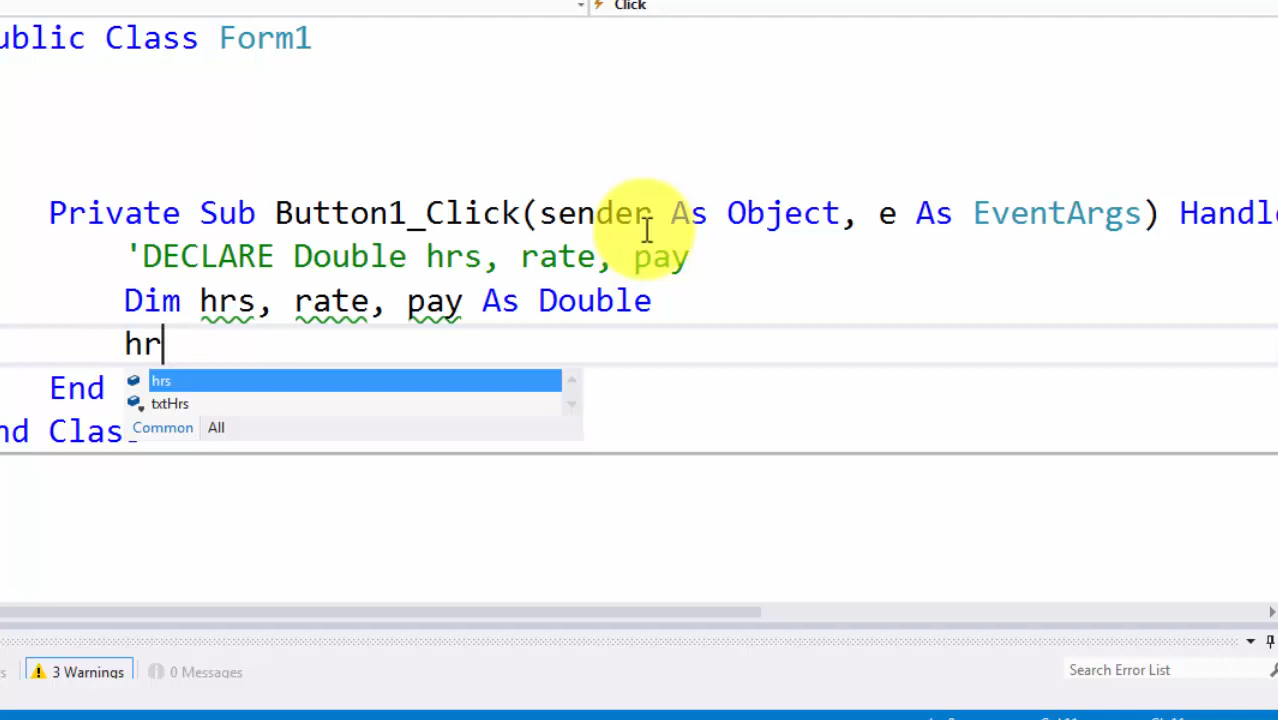 Click
ublic Class Form1
Private Sub Button1_Click(sender As Object, e As EventArgs) Handle
'DECLARE Double hrs, rate, pay
Dim hrs, rate, pay As Double
hr
hrs
End
txtHrs
Common All
nd Clas
s 3 Warnings 0 Messages Search Error List